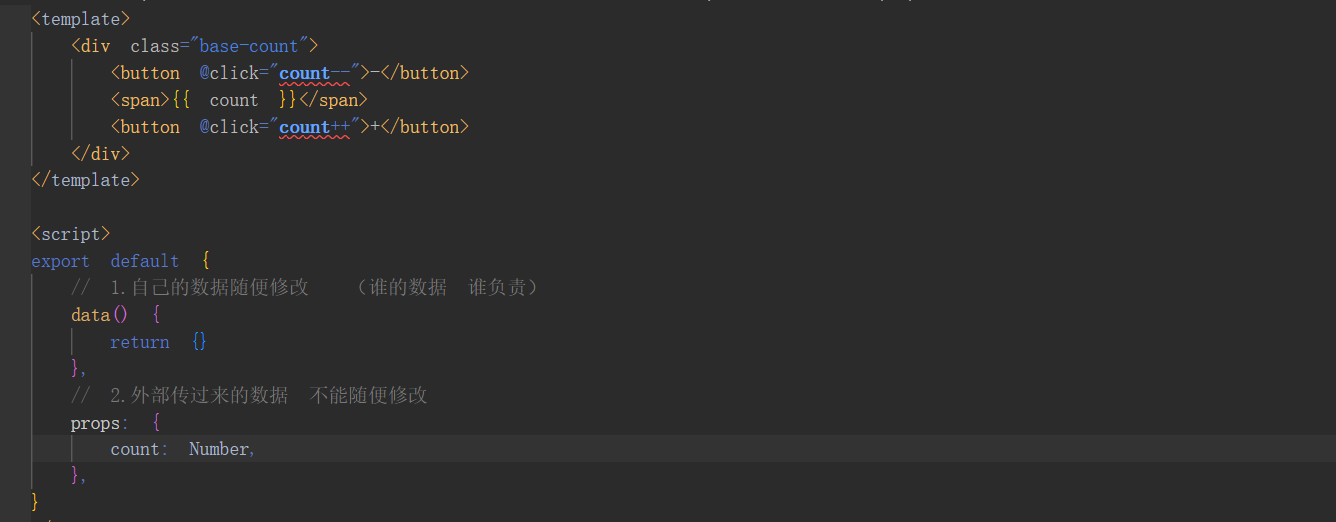 <template>
<div class="base-count">
<button @click="count--">-</button>
<span>{{ count }}</span>
<button @click="count++">+</button>
</div>
</template>
<script>
export default {
// 1.自己的数据随便修改 （谁的数据 谁负责）
data() {
return {}
},
// 2.外部传过来的数据 不能随便修改
props: {
count: Number,
},
}